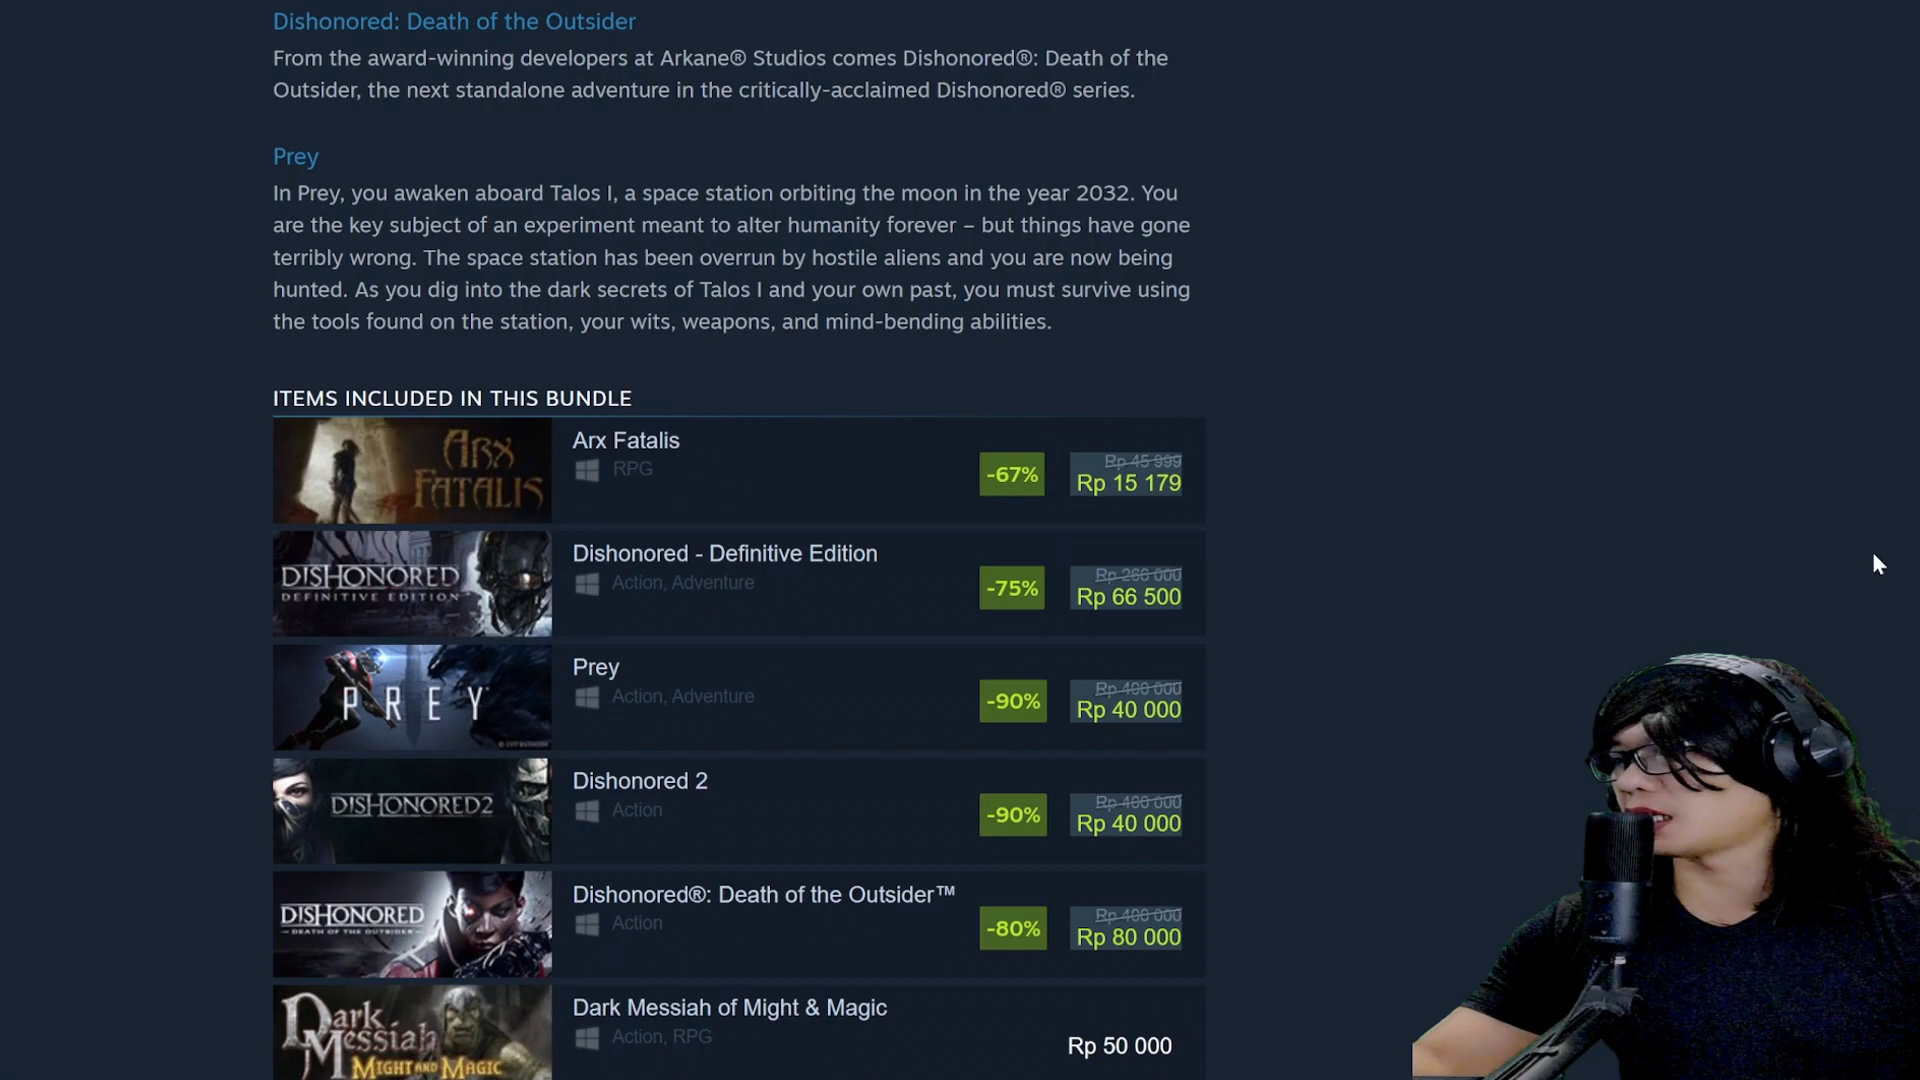 Dishonored: Death of the Outsider
From the award-winning developers at Arkane® Studios comes Dishonored®: Death of the
Outsider, the next standalone adventure in the critically-acclaimed Dishonored® series.
Prey
In Prey, you awaken aboard Talos I, a space station orbiting the moon in the year 2032. You
are the key subject of an experiment meant to alter humanity forever – but things have gone
terribly wrong. The space station has been overrun by hostile aliens and you are now being
hunted. As you dig into the dark secrets of Talos I and your own past, you must survive using
the tools found on the station, your wits, weapons, and mind-bending abilities.
ITEMS INCLUDED IN THIS BUNDLE
ARX
FATALIS
Arx Fatalis
RPG
-67%
Rp 45 999
Rp 15 179
DISHONORED
DEFINITIVE EDITION
Dishonored - Definitive Edition
Action, Adventure
-75%
Rp 266 000
Rp 66 500
PREY
Prey
Action, Adventure
-90%
Rp 400 000
Rp 40 000
DISHONORED2
Dishonored 2
Action
-90%
Rp 400 000
Rp 40 000
DISHONORED
DEATH OF THE OUTSIDER
Dishonored®: Death of the Outsider™
Action
-80%
Rp 400 000
Rp 80 000
Dark
Messiah
MIGHT AND MAGIC
Dark Messiah of Might & Magic
Action, RPG
Rp 50 000